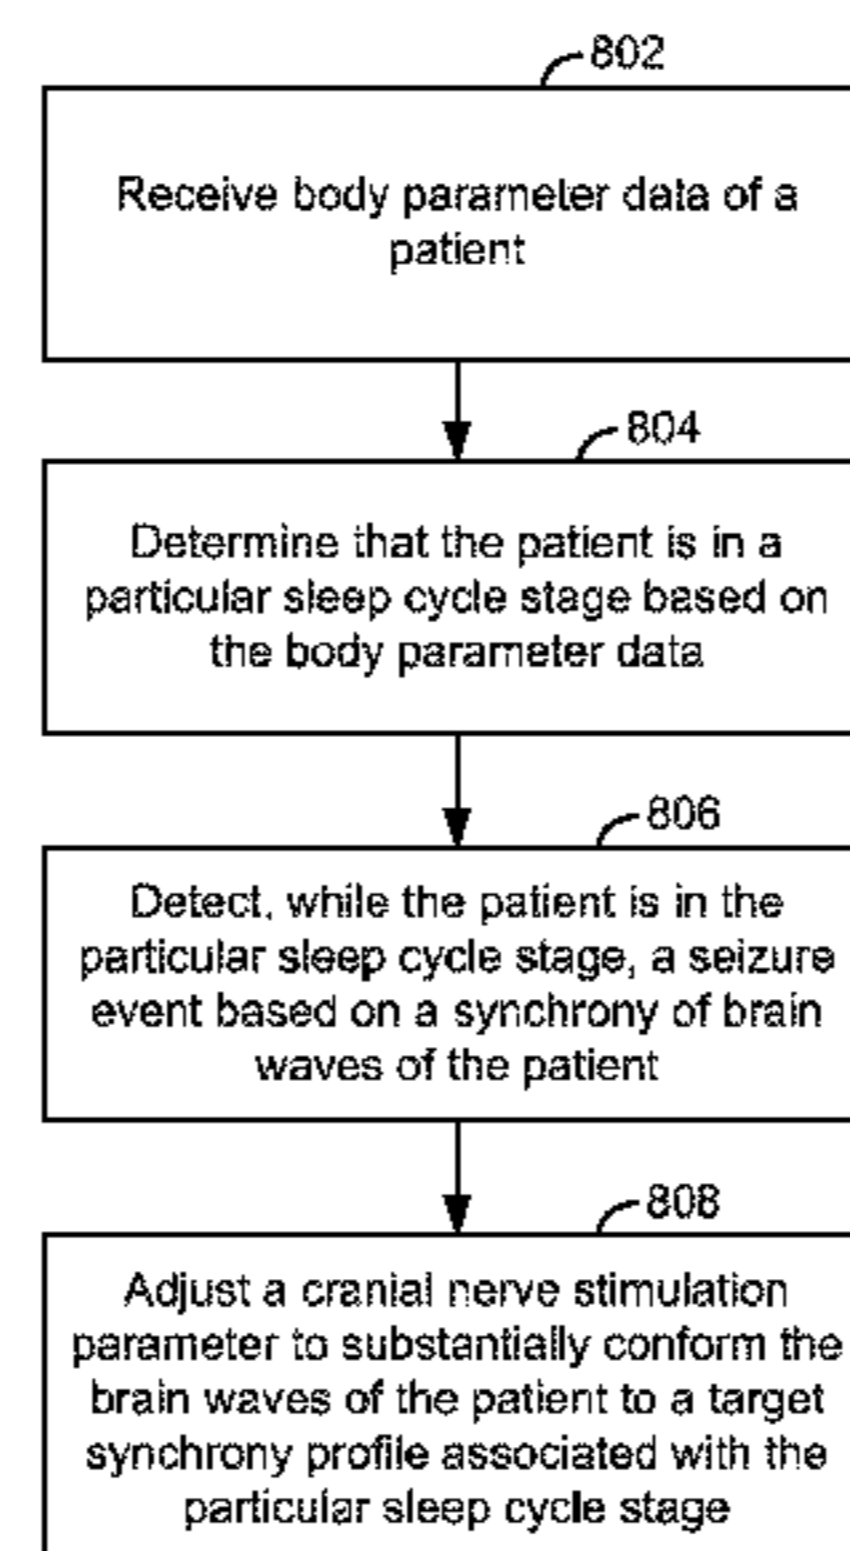 802
Receive body parameter data of a
patient
804
Determine that the patient is in a
particular sleep cycle stage based on
the body parameter data
806
Detect, while the patient is in the
particular sleep cycle stage, a seizure
event based on a synchrony of brain
waves of the patient
808
Adjust a cranial nerve stimulation
parameter to substantially conform the
brain waves of the patient to a target
synchrony profile associated with the
particular sleep cycle stage